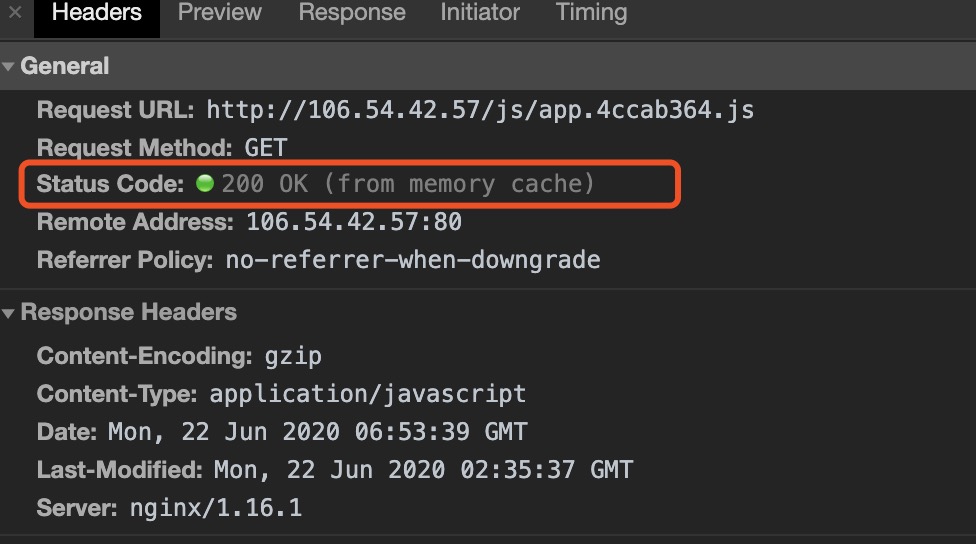 × Headers Preview Response Initiator Timing
General
Request URL: http://106.54.42.57/js/app.4ccab364.js
Request Method: GET
Status Code: 200 OK (from memory cache)
Remote Address: 106.54.42.57:80
Referrer Policy: no-referrer-when-downgrade
Response Headers
Content-Encoding: gzip
Content-Type: application/javascript
Date: Mon, 22 Jun 2020 06:53:39 GMT
Last-Modified: Mon, 22 Jun 2020 02:35:37 GMT
Server: nginx/1.16.1